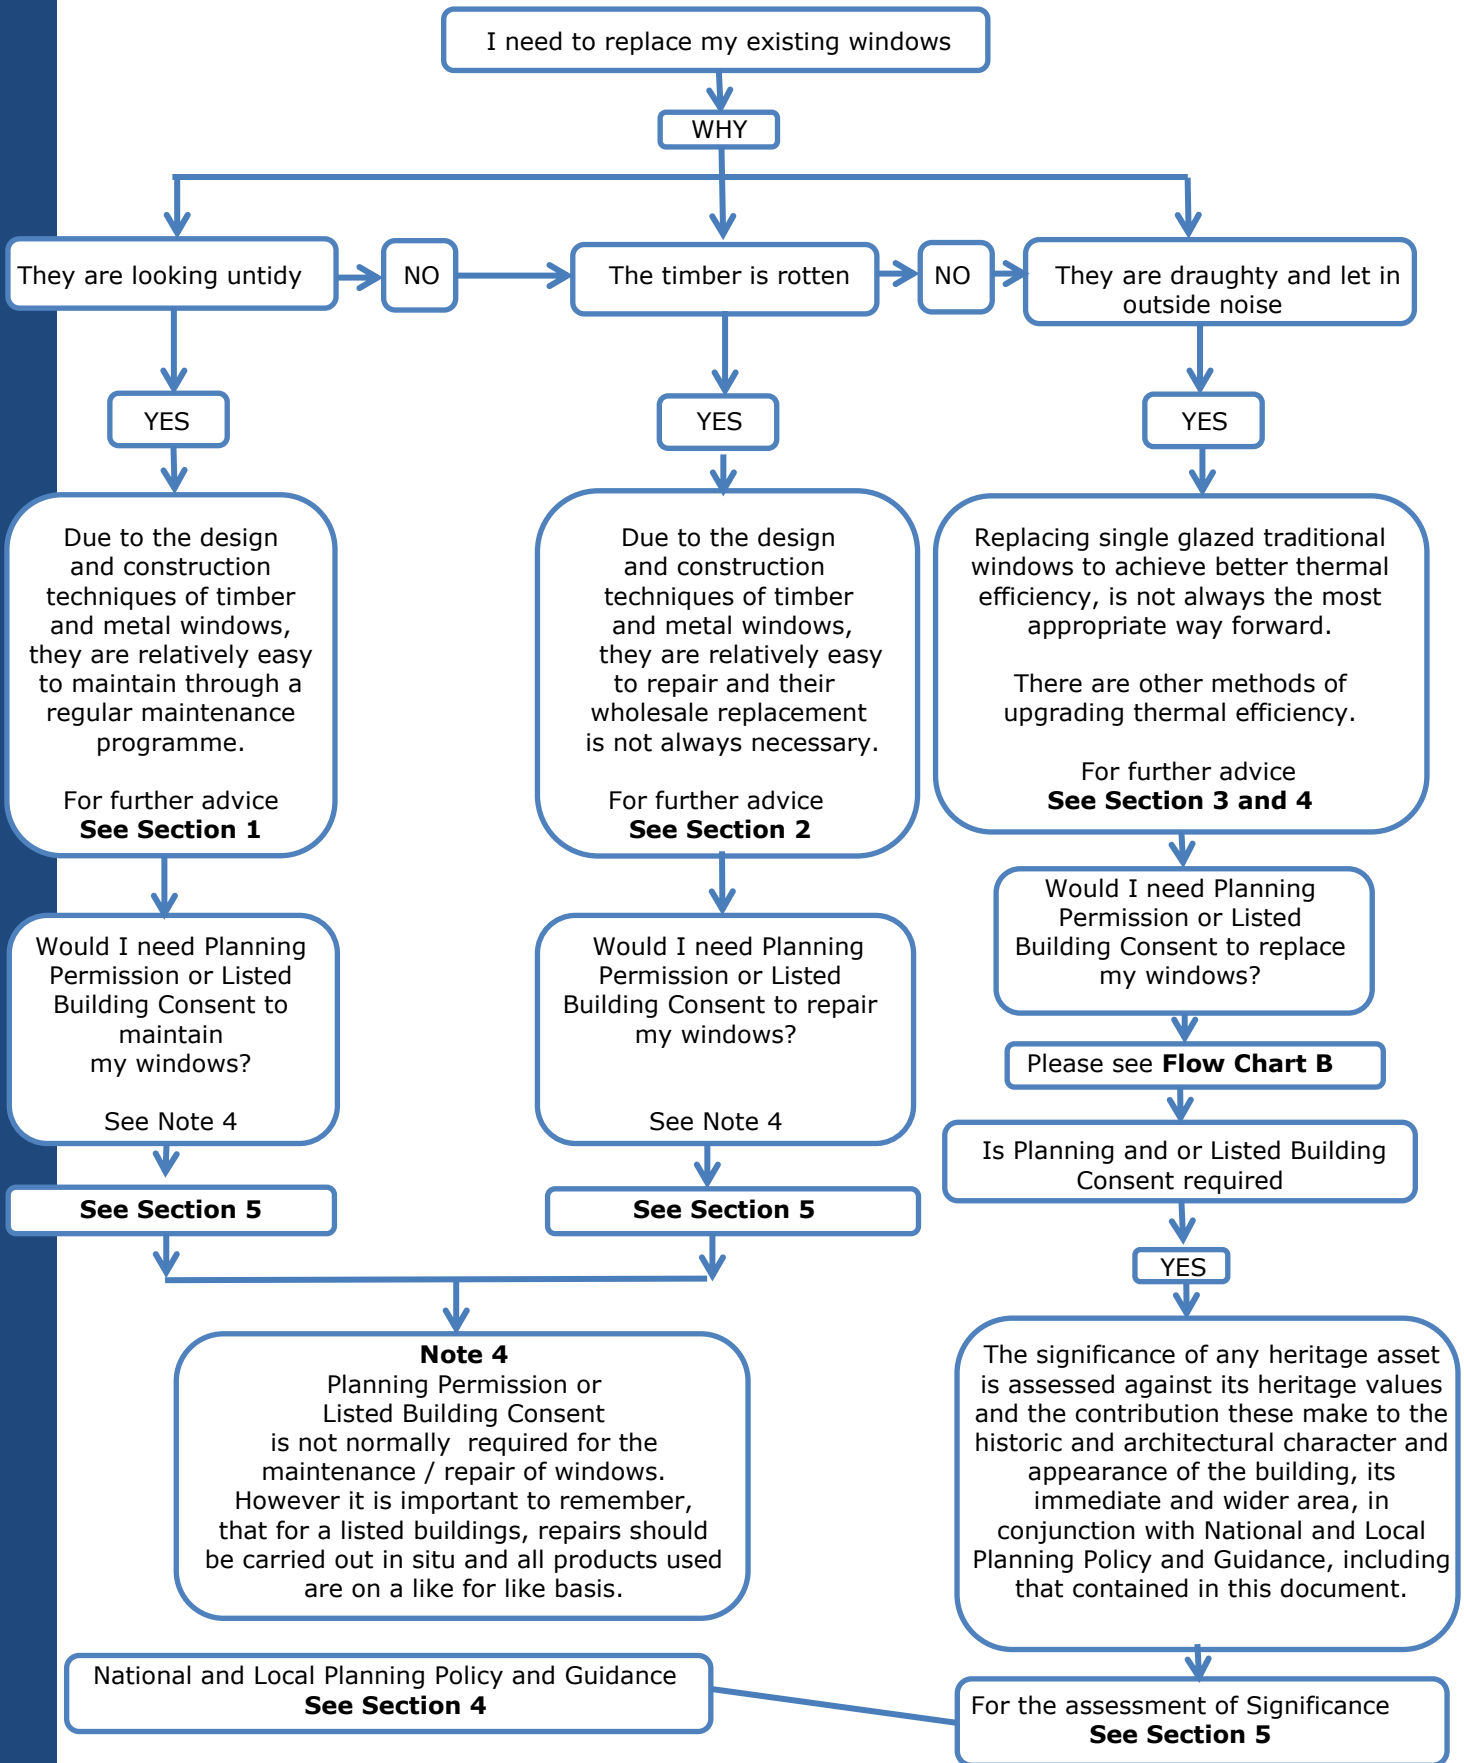 I need to replace my existing windows
WHY
They are looking untidy
NO
The timber is rotten
NO
They are draughty and let in
outside noise
YES
YES
YES
Due to the design
and construction
techniques of timber
and metal windows,
they are relatively easy
to maintain through a
regular maintenance
programme.
For further advice
See Section 1
Due to the design
and construction
techniques of timber
and metal windows,
they are relatively easy
to repair and their
wholesale replacement
is not always necessary.
For further advice
See Section 2
Replacing single glazed traditional
windows to achieve better thermal
efficiency, is not always the most
appropriate way forward.
There are other methods of
upgrading thermal efficiency.
For further advice
See Section 3 and 4
Would I need Planning
Permission or Listed
Building Consent to
maintain
my windows?
See Note 4
Would I need Planning
Permission or Listed
Building Consent to repair
my windows?
See Note 4
Would I need Planning
Permission or Listed
Building Consent to replace
my windows?
Please see Flow Chart B
Is Planning and or Listed Building
Consent required
See Section 5
See Section 5
YES
Note 4
Planning Permission or
Listed Building Consent
is not normally required for the
maintenance / repair of windows.
However it is important to remember,
that for a listed buildings, repairs should
be carried out in situ and all products used
are on a like for like basis.
The significance of any heritage asset
is assessed against its heritage values
and the contribution these make to the
historic and architectural character and
appearance of the building, its
immediate and wider area, in
conjunction with National and Local
Planning Policy and Guidance, including
that contained in this document.
National and Local Planning Policy and Guidance
See Section 4
For the assessment of Significance
See Section 5